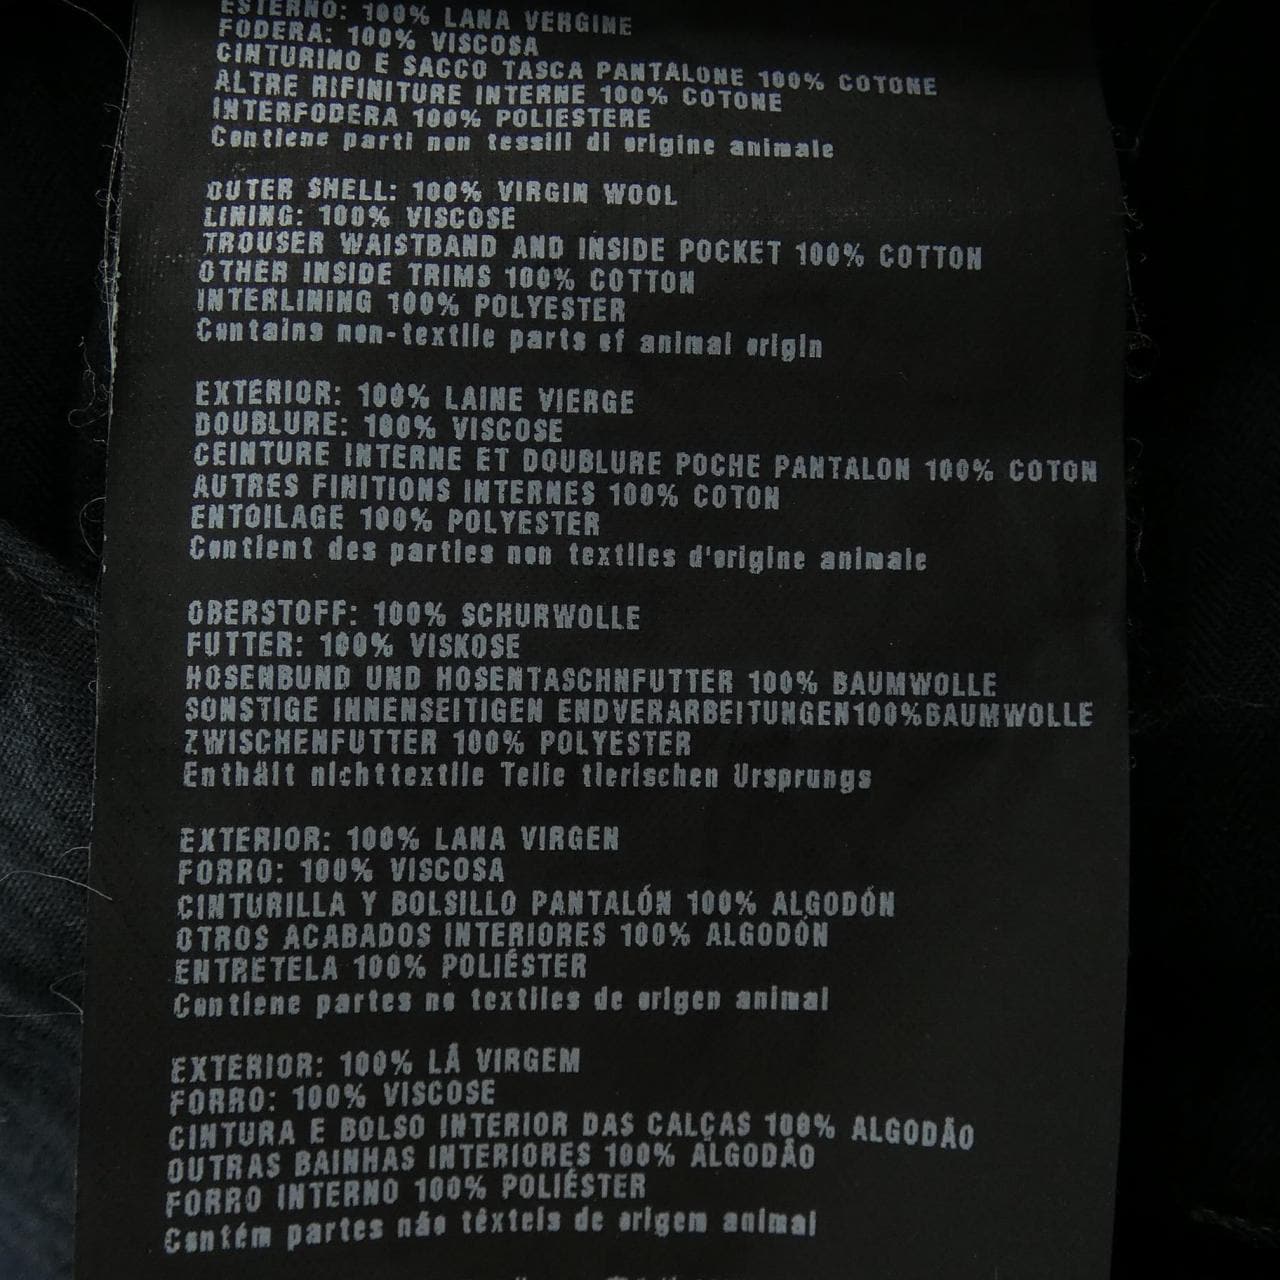 ESTERNO: 100% LANA VERGINE
FODERA: 100% VISCOSA
CINTURINO E SACCO TASCA PANTALONE 100% COTONE
ALTRE RIFINITURE INTERNE 100% COTONE
INTERFODERA 100% POLIESTERE
Contiene parti non tessili di origine animale
OUTER SHELL: 100% VIRGIN WOOL
LINING: 100% VISCOSE
TROUSER WAISTBAND AND INSIDE POCKET 100% COTTON
OTHER INSIDE TRIMS 100% COTTON
INTERLINING 100% POLYESTER
Contains non-textile parts of animal origin
EXTERIOR: 100% LAINE VIERGE
DOUBLURE: 100% VISCOSE
CEINTURE INTERNE ET DOUBLURE POCHE PANTALON 100% COTON
AUTRES FINITIONS INTERNES 100% COTON
ENTOILAGE 100% POLYESTER
Contient des parties non textiles d'origine animale
OBERSTOFF: 100% SCHURWOLLE
FUTTER: 100% VISKOSE
HOSENBUND UND HOSENTASCHNFUTTER 100% BAUMWOLLE
SONSTIGE INNENSEITIGEN ENDVERARBEITUNGEN100%BAUMWOLLE
ZWISCHENFUTTER 100% POLYESTER
Enthält nichttextile Teile tierischen Ursprungs
EXTERIOR: 100% LANA VIRGEN
FORRO: 100% VISCOSA
CINTURILLA Y BOLSILLO PANTALÓN 100% ALGODÓN
OTROS ACABADOS INTERIORES 100% ALGODÓN
ENTRETELA 100% POLIÉSTER
Contiene partes no textiles de origen animal
EXTERIOR: 100% LÃ VIRGEM
FORRO: 100% VISCOSE
CINTURA E BOLSO INTERIOR DAS CALÇAS 100% ALGODÃO
OUTRAS BAINHAS INTERIORES 100% ALGODÃO
FORRO INTERNO 100% POLIÉSTER
Contém partes não têxteis de origem animal